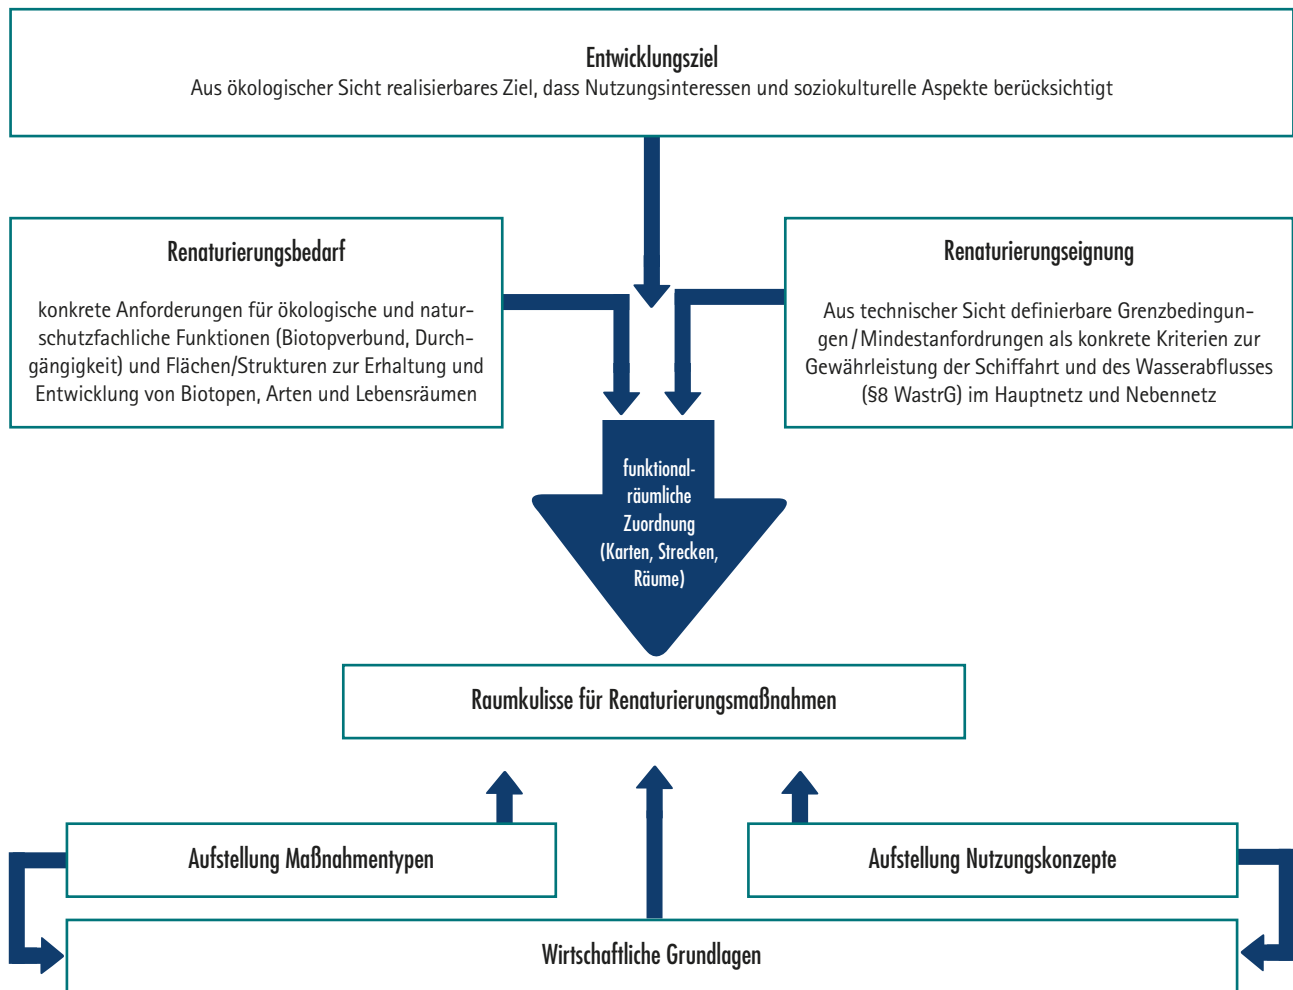 Entwicklungsziel
Aus ökologischer Sicht realisierbares Ziel, dass Nutzungsinteressen und soziokulturelle Aspekte berücksichtigt
Renaturierungsbedarf
konkrete Anforderungen für ökologische und natur-
schutzfachliche Funktionen (Biotopverbund, Durch-
gängigkeit) und Flächen/Strukturen zur Erhaltung und
Entwicklung von Biotopen, Arten und Lebensräumen
Renaturierungseignung
Aus technischer Sicht definierbare Grenzbedingun-
gen/Mindestanfordrungen als konkrete Kriterien zur
Gewährleistung der Schiffahrt und des Wasserabflusses
(§8 WastrG) im Hauptnetz und Nebennetz
funktional-
räumliche
Zuordnung
(Karten, Strecken,
Räume)
Raumkulisse für Renaturierungsmaßnahmen
Aufstellung Maßnahmentypen
Aufstellung Nutzungskonzepte
Wirtschaftliche Grundlagen